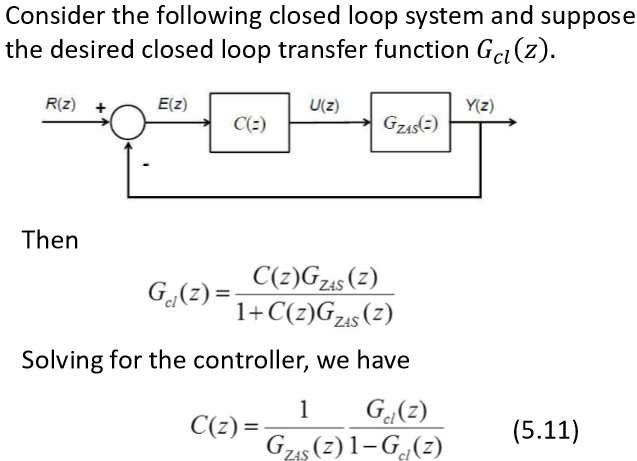 Consider the following closed loop system and suppose
the desired closed loop transfer function G_{cl}(z).
R(z) + E(z) C(z) U(z) G_{ZAS}(z) Y(z)
-
Then
G_{cl}(z) = \frac{C(z)G_{ZAS}(z)}{1+C(z)G_{ZAS}(z)}
Solving for the controller, we have
C(z) = \frac{1}{G_{ZAS}(z)} \frac{G_{cl}(z)}{1-G_{cl}(z)} (5.11)